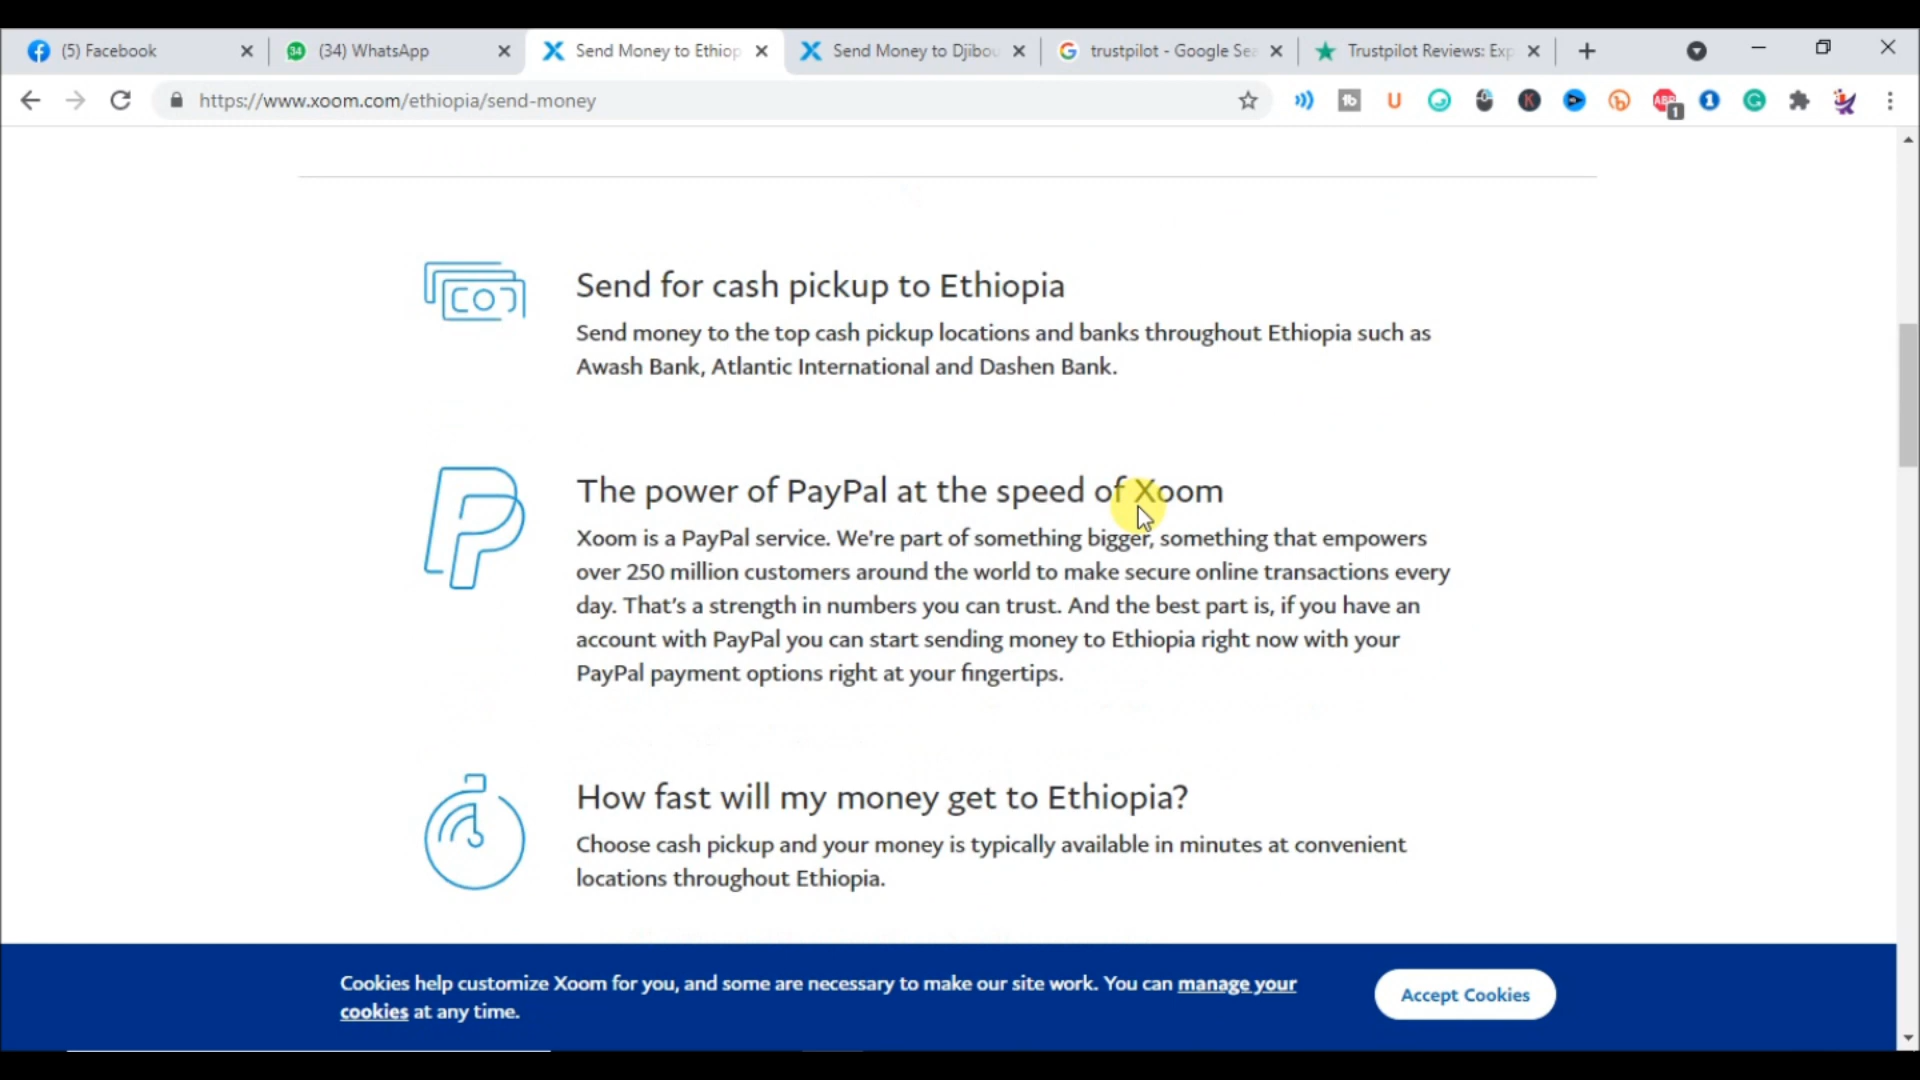 (5) Facebook
34
(34) WhatsApp
Send Money to Ethiop
Send Money to Djibou
trustpilot - Google Sea
Trustpilot Reviews: Exp
https://www.xoom.com/ethiopia/send-money
ABP
1
Send for cash pickup to Ethiopia
Send money to the top cash pickup locations and banks throughout Ethiopia such as
Awash Bank, Atlantic International and Dashen Bank.
The power of PayPal at the speed of Xoom
Xoom is a PayPal service. We're part of something bigger, something that empowers
over 250 million customers around the world to make secure online transactions every
day. That's a strength in numbers you can trust. And the best part is, if you have an
account with PayPal you can start sending money to Ethiopia right now with your
PayPal payment options right at your fingertips.
How fast will my money get to Ethiopia?
Choose cash pickup and your money is typically available in minutes at convenient
locations throughout Ethiopia.
Cookies help customize Xoom for you, and some are necessary to make our site work. You can manage your
cookies at any time.
Accept Cookies